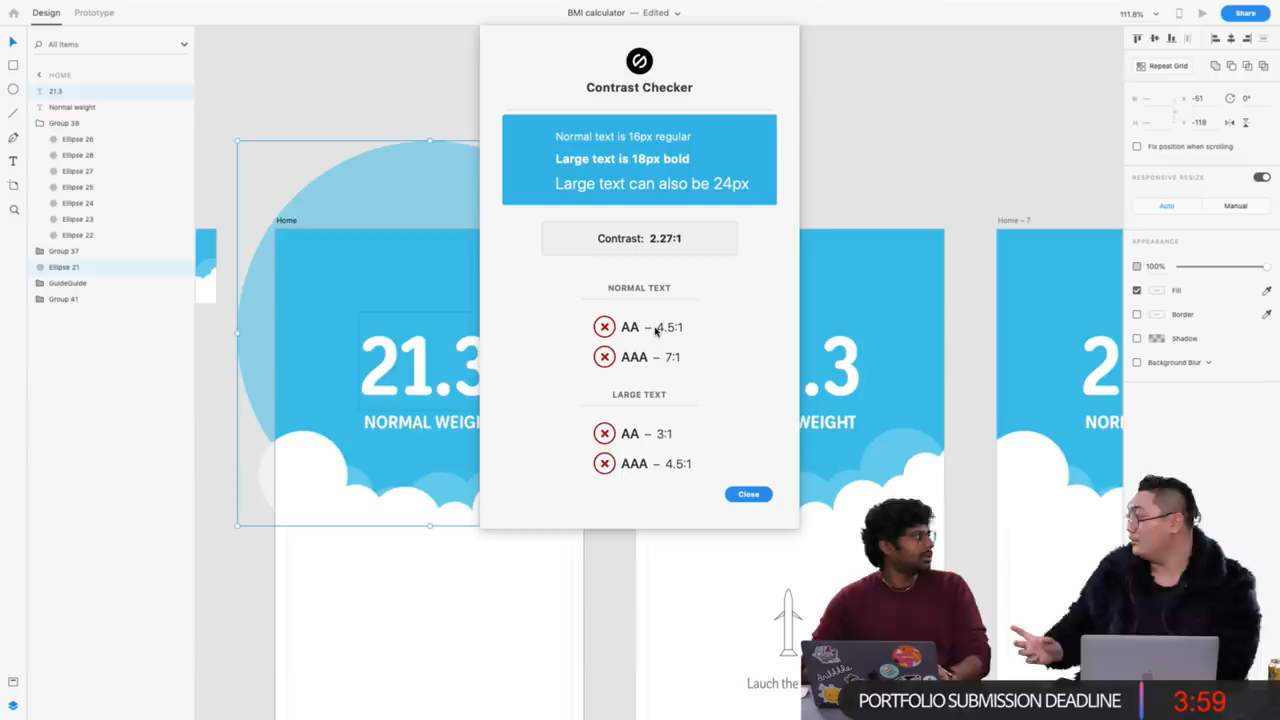 Design Prototype
BMI calculator — Edited
111.8%
Share
All Items
HOME
21.3
Normal weight
Group 38
Ellipse 26
Ellipse 28
Ellipse 27
Ellipse 25
Ellipse 24
Ellipse 23
Ellipse 22
Group 37
Ellipse 21
GuideGuide
Group 41
Home
21.3
NORMAL WEIG
Contrast Checker
Normal text is 16px regular
Large text is 18px bold
Large text can also be 24px
Contrast: 2.27:1
NORMAL TEXT
AA – 4.5:1
AAA – 7:1
LARGE TEXT
AA – 3:1
AAA – 4.5:1
Close
.3
WEIGHT
Lauch the
Home – 7
2
NORI
Repeat Grid
W — X -51 0°
H — Y -118
Fix position when scrolling
RESPONSIVE RESIZE
Auto Manual
APPEARANCE
100%
Fill
Border
Shadow
Background Blur
PORTFOLIO SUBMISSION DEADLINE 3:59